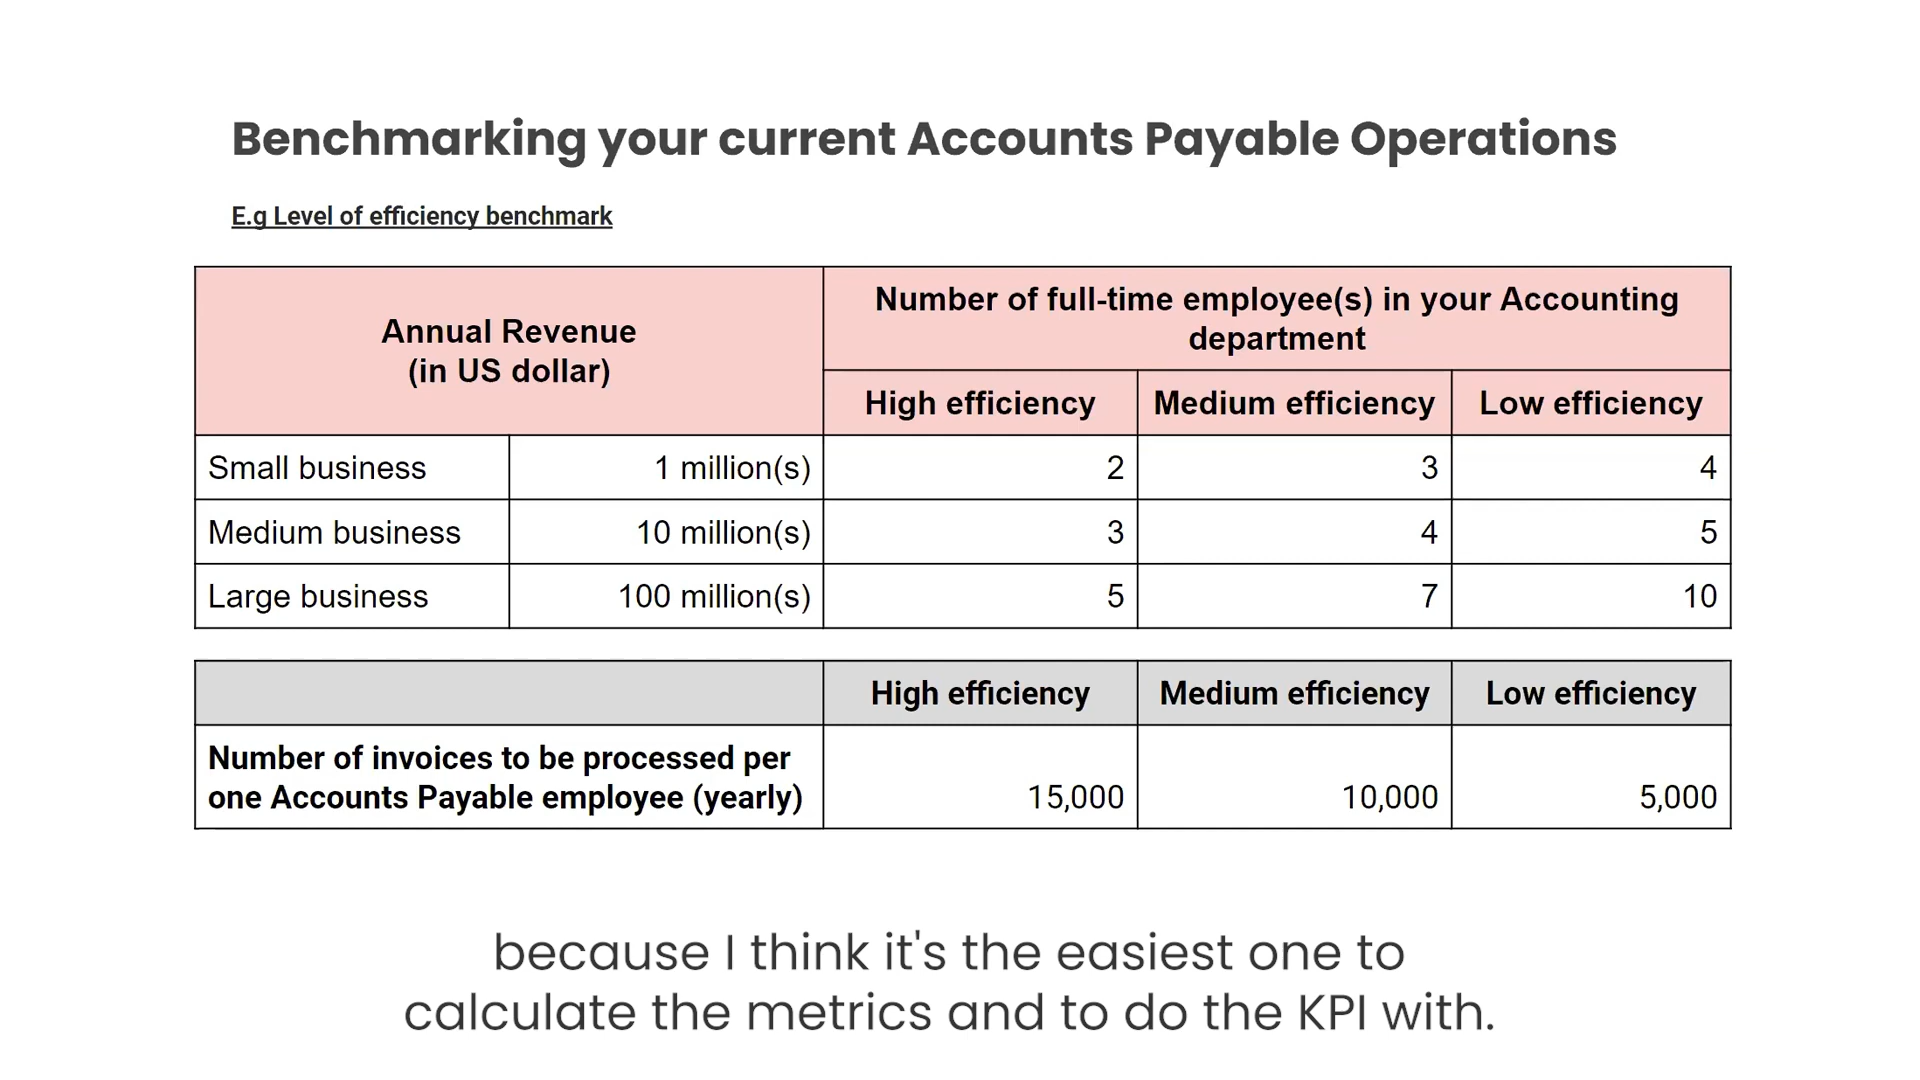 Benchmarking your current Accounts Payable Operations
E.g Level of efficiency benchmark
Annual Revenue
(in US dollar)
Number of full-time employee(s) in your Accounting
department
High efficiency
Medium efficiency
Low efficiency
Small business 1 million(s) 2 3 4
Medium business 10 million(s) 3 4 5
Large business 100 million(s) 5 7 10
High efficiency
Medium efficiency
Low efficiency
Number of invoices to be processed per
one Accounts Payable employee (yearly) 15,000 10,000 5,000
because I think it's the easiest one to
calculate the metrics and to do the KPI with.